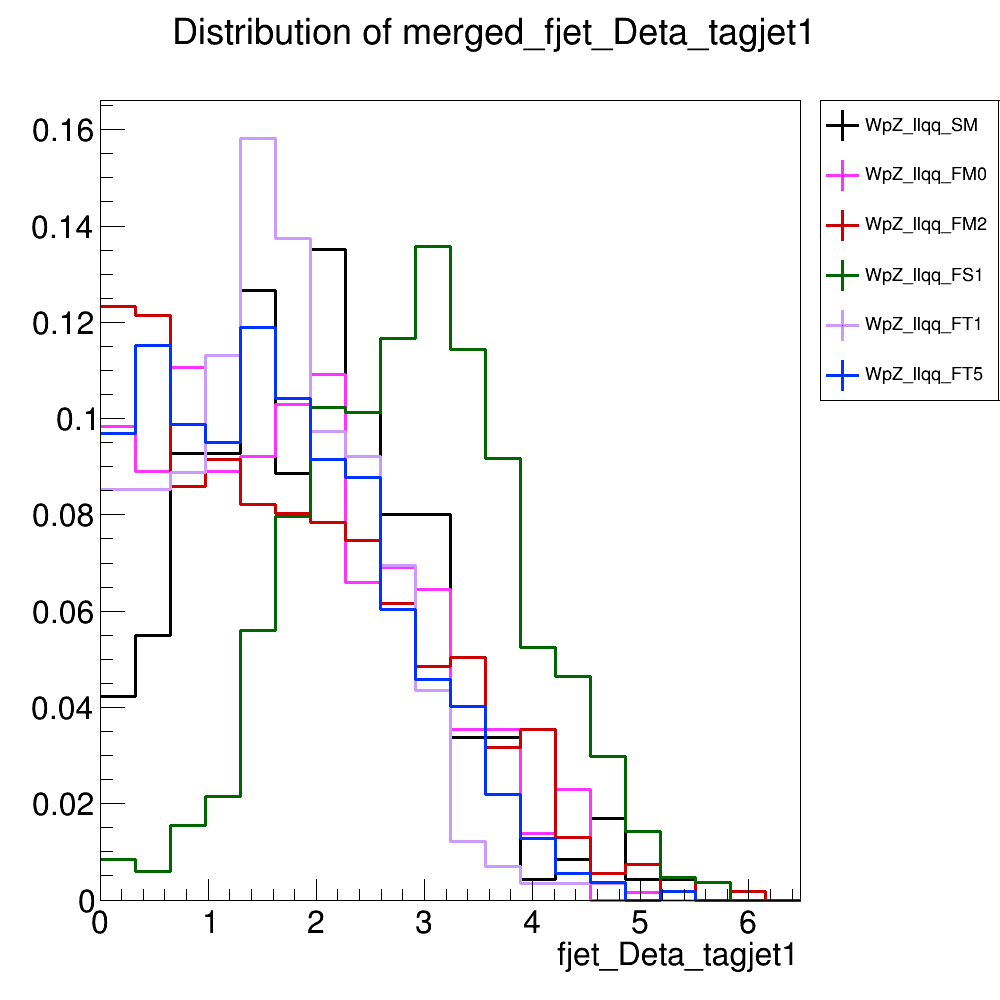 Distribution of merged_fjet_Deta_tagjet1
0.16
0.14
0.12
0.1
0.08
0.06
0.04
0.02
0
0 1 2 3 4 5 6
fjet_Deta_tagjet1
WpZ_llqq_SM
WpZ_llqq_FM0
WpZ_llqq_FM2
WpZ_llqq_FS1
WpZ_llqq_FT1
WpZ_llqq_FT5